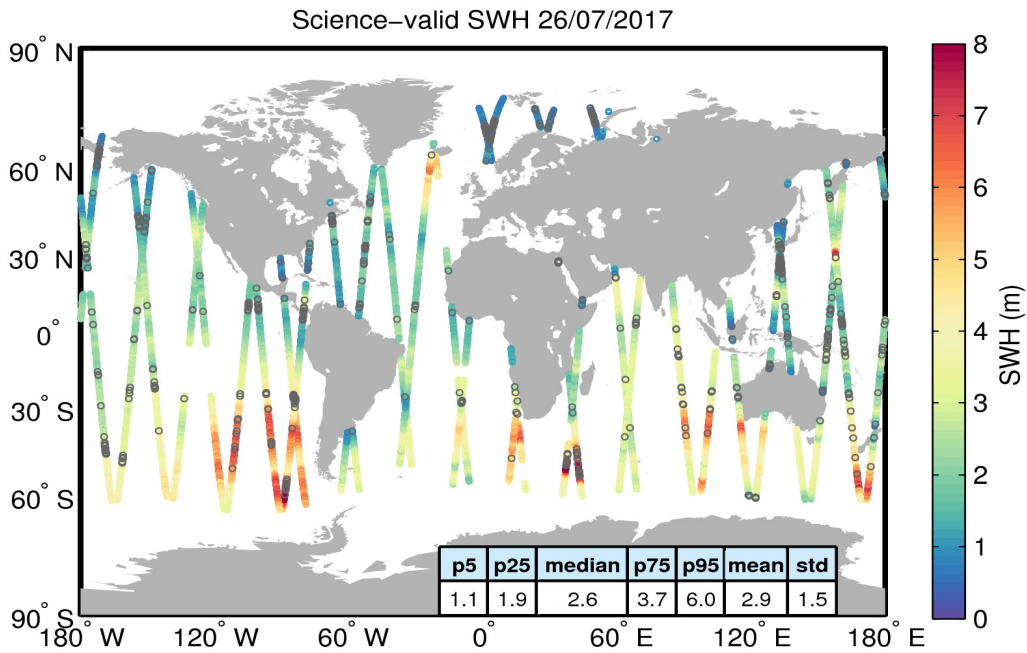 Science−valid SWH 26/07/2017
90° N
60° N
30° N
0°
30° S
60° S
90° S
180° W
120° W
60° W
0°
60° E
120° E
180° E
p5 p25 median p75 p95 mean std
1.1 1.9 2.6 3.7 6.0 2.9 1.5
8
7
6
5
4
3
2
1
0
SWH (m)